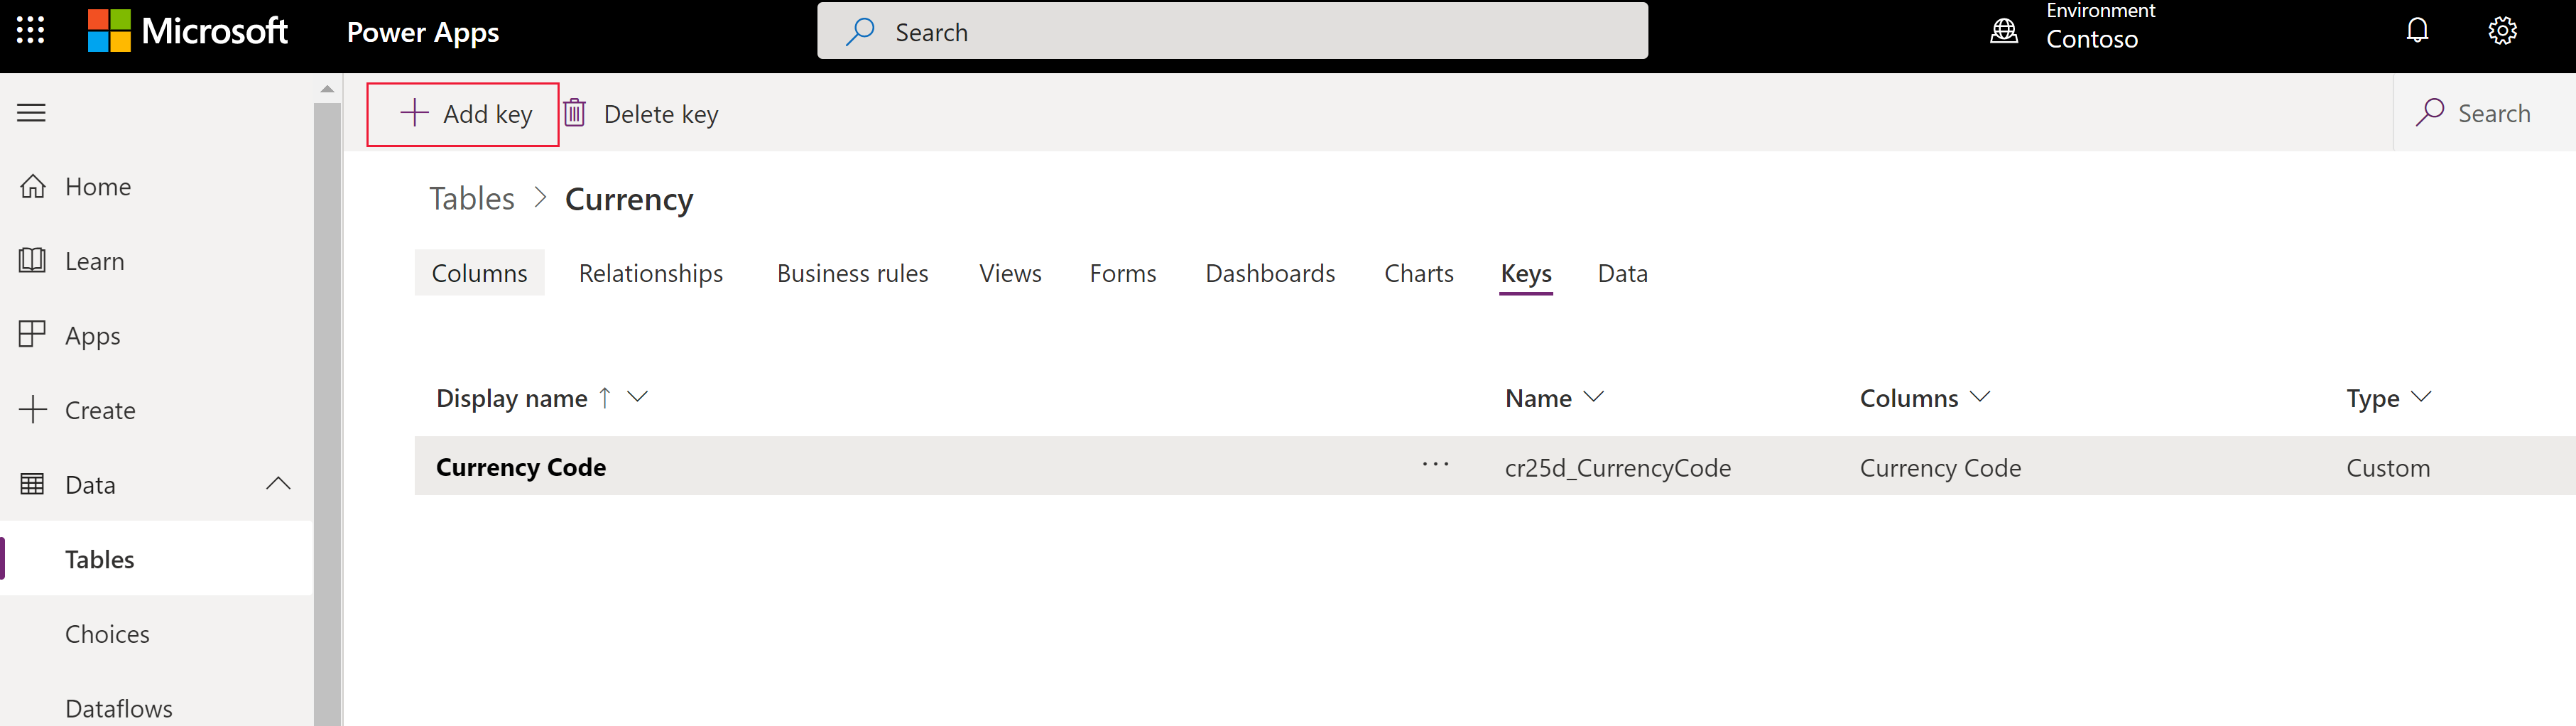 Microsoft Power Apps Search Environment
Contoso
Add key Delete key Search
Home
Learn
Apps
Create
Data
Tables
Choices
Dataflows
Tables > Currency
Columns Relationships Business rules Views Forms Dashboards Charts Keys Data
Display name ↑ Name Columns Type
Currency Code ... cr25d_CurrencyCode Currency Code Custom